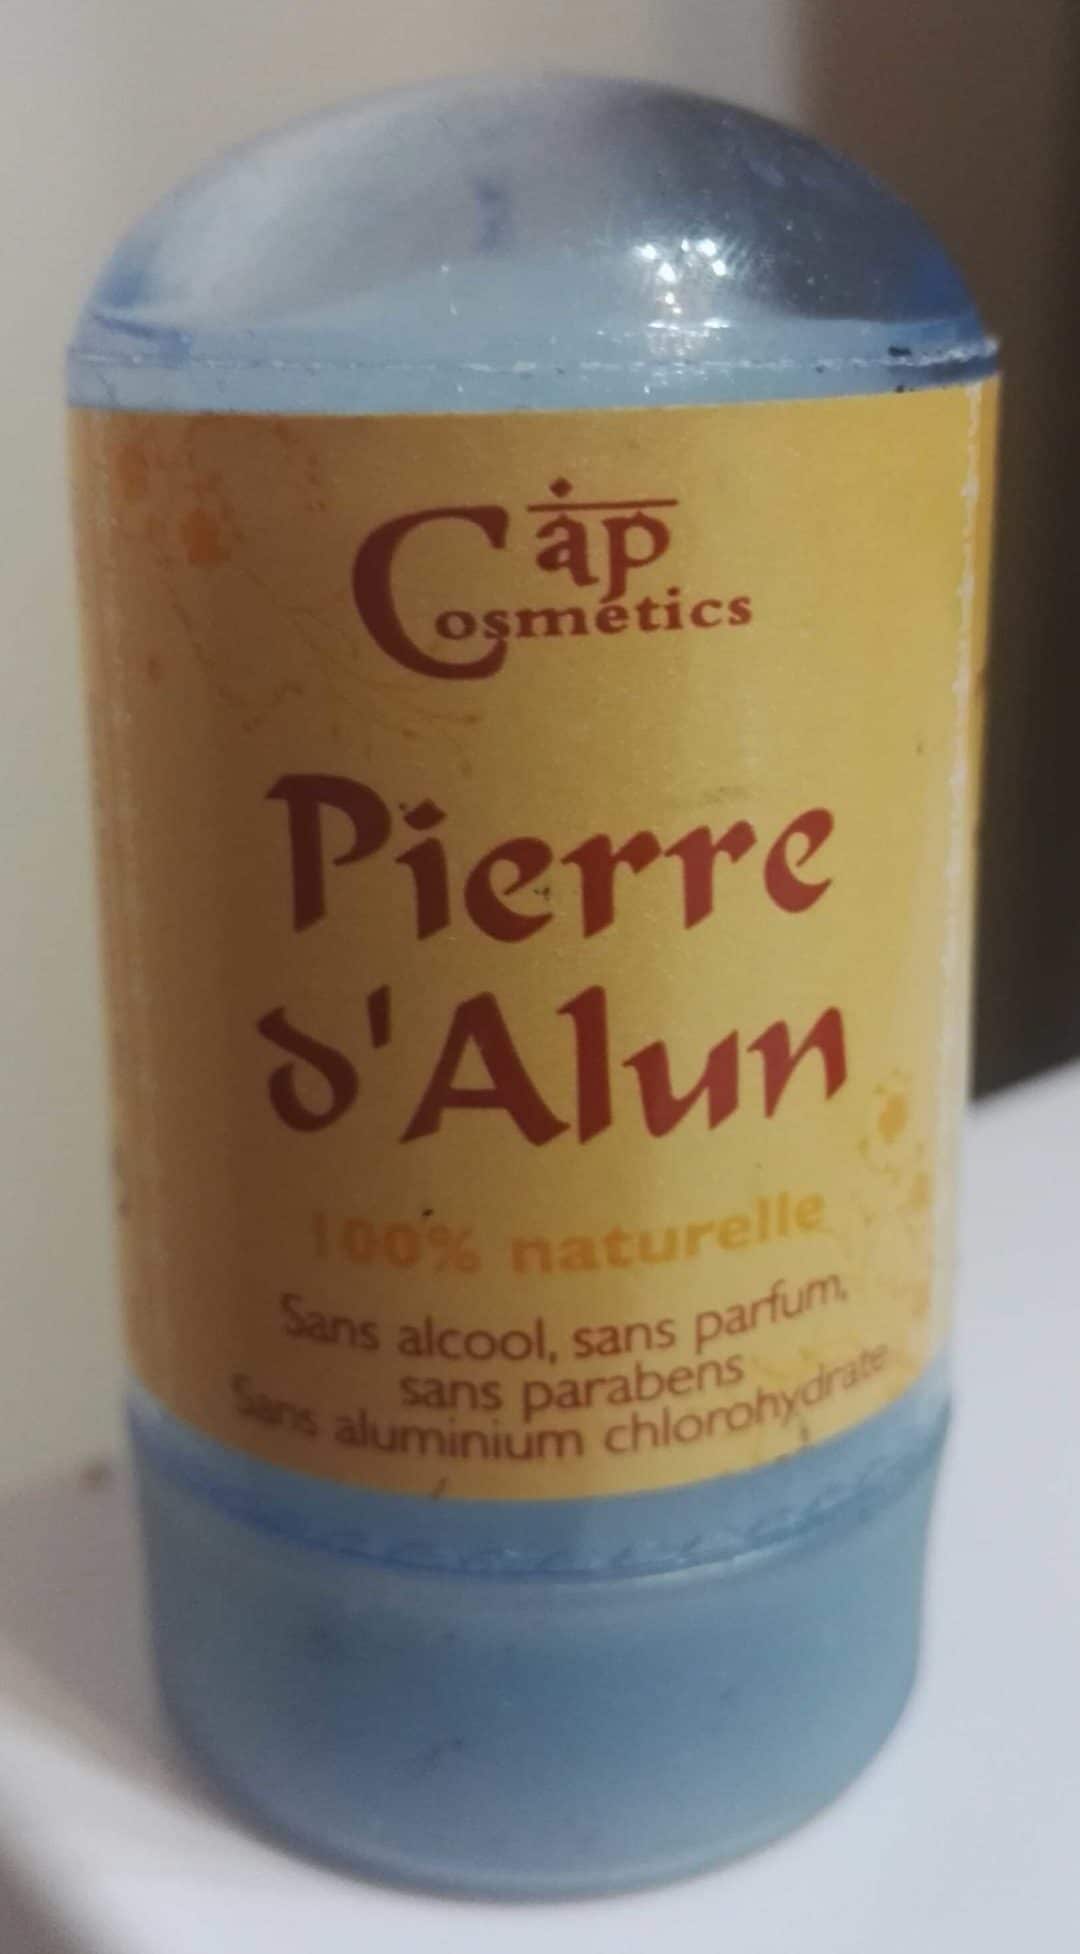 Cap
Cosmetics
Pierre
d'Alun
100% naturelle
Sans alcool, sans parfum,
sans parabens
Sans aluminium chlorohydrate